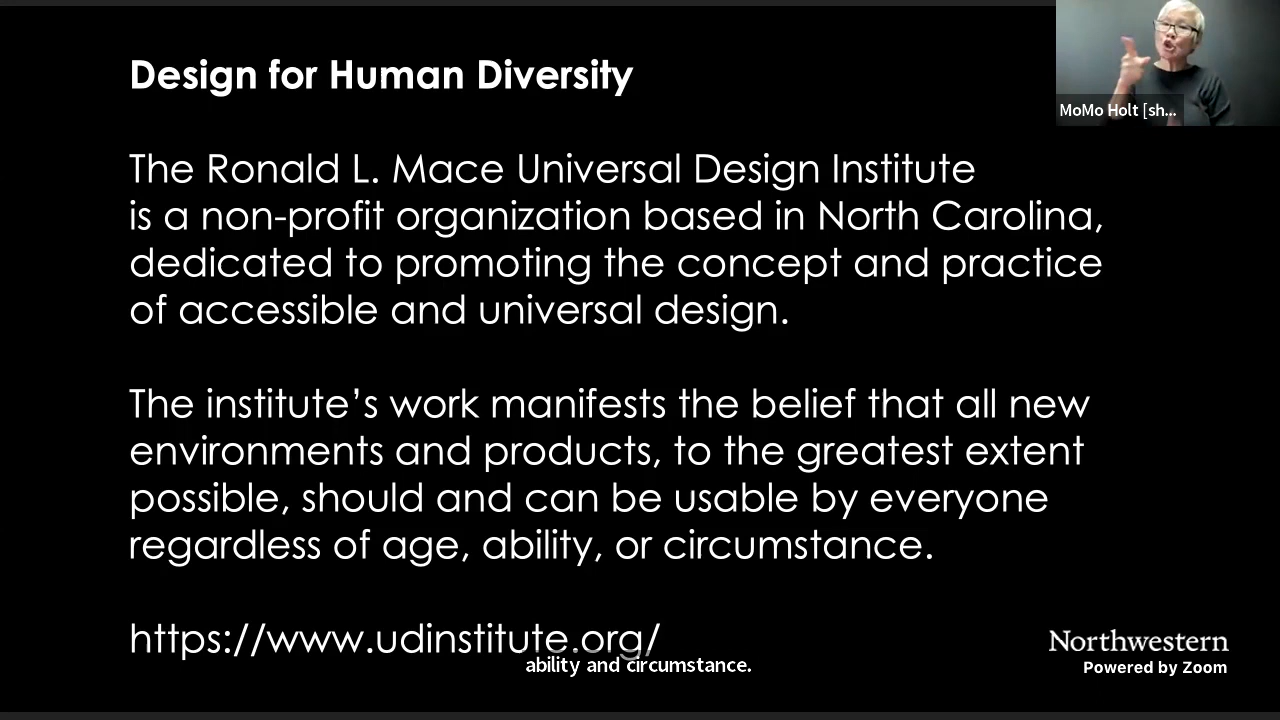 Design for Human Diversity
MoMo Holt [sh...
The Ronald L. Mace Universal Design Institute
is a non-profit organization based in North Carolina,
dedicated to promoting the concept and practice
of accessible and universal design.
The institute’s work manifests the belief that all new
environments and products, to the greatest extent
possible, should and can be usable by everyone
regardless of age, ability, or circumstance.
https://www.udinstitute.org/
ability and circumstance.
Northwestern
Powered by Zoom